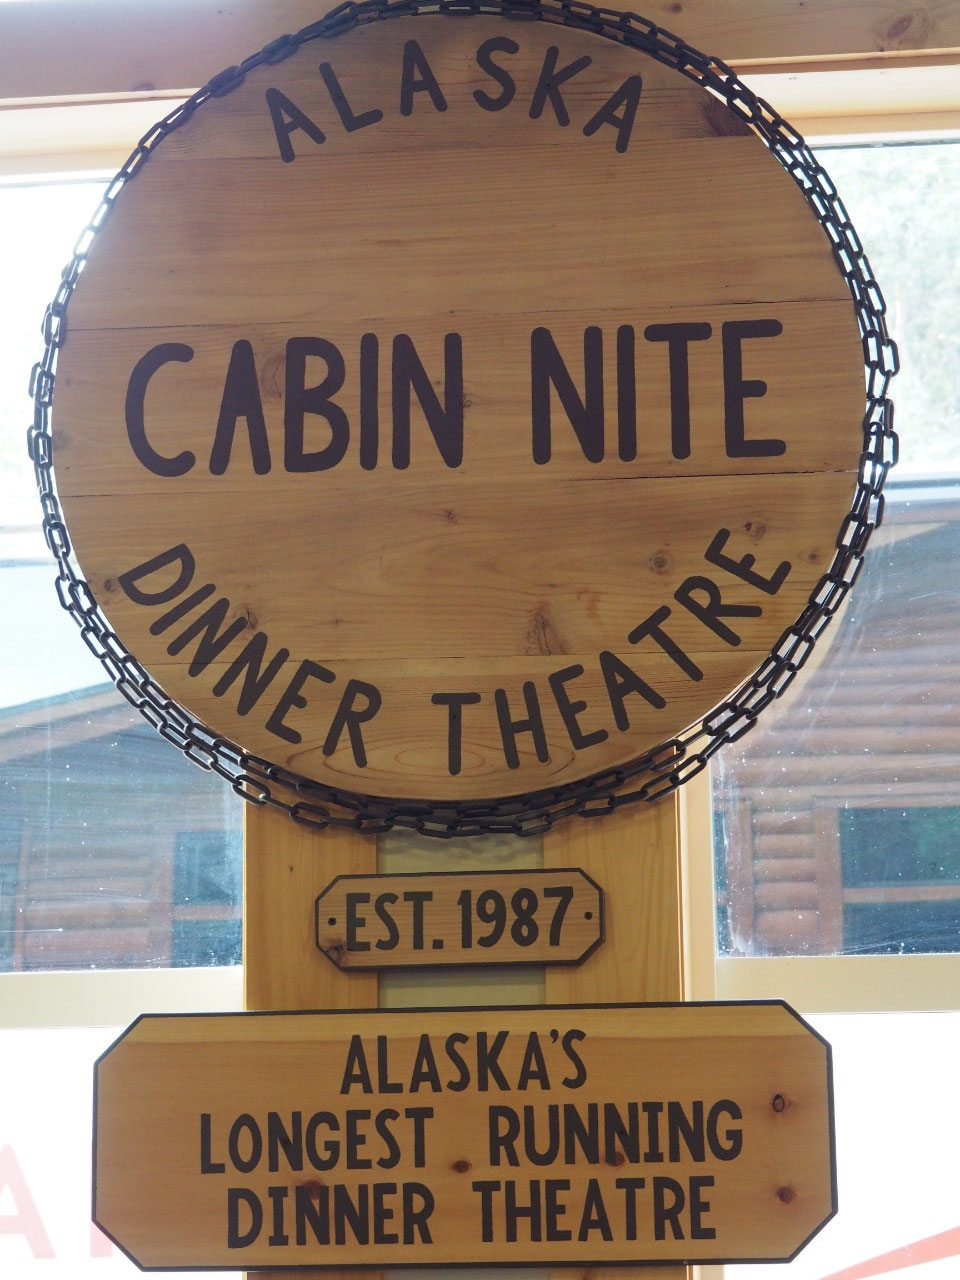 ALASKA
CABIN NITE
DINNER THEATRE
EST. 1987
ALASKA'S
LONGEST RUNNING
DINNER THEATRE